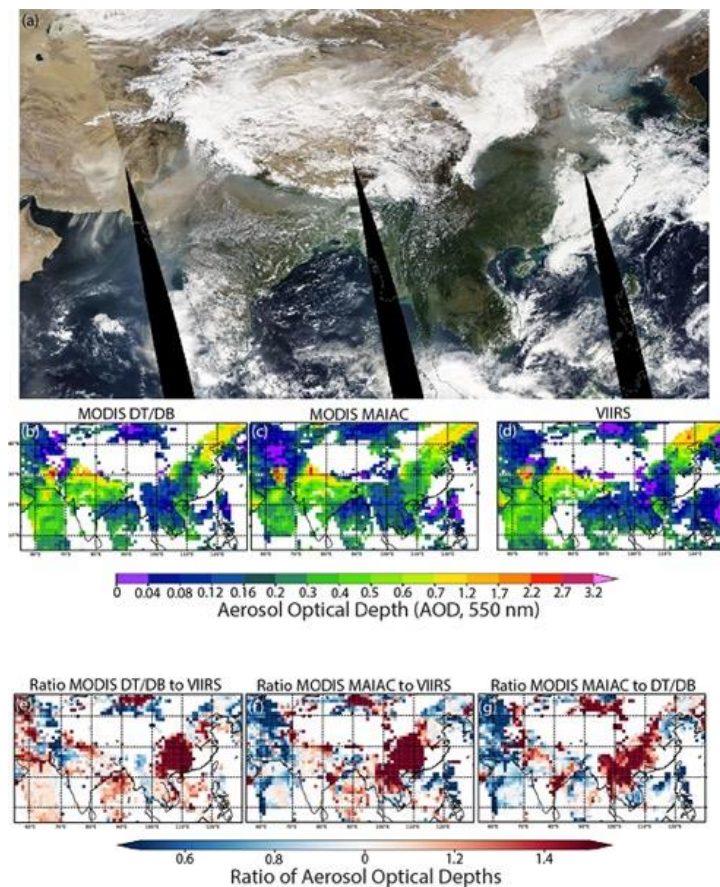 (a)
MODIS DT/DB MODIS MAIAC VIIRS
(b) (c) (d)
0 0.04 0.08 0.12 0.16 0.2 0.3 0.4 0.5 0.6 0.7 1.2 1.7 2.2 2.7 3.2
Aerosol Optical Depth (AOD, 550 nm)
Ratio MODIS DT/DB to VIIRS Ratio MODIS MAIAC to VIIRS Ratio MODIS MAIAC to DT/DB
(e) (f) (g)
0.6 0.8 0 1.2 1.4
Ratio of Aerosol Optical Depths